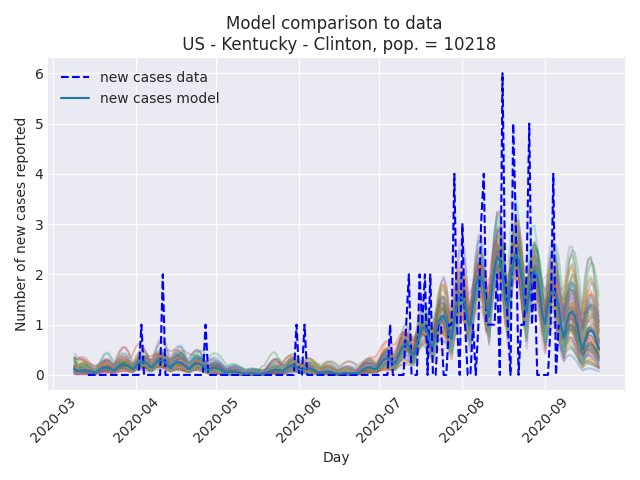 Model comparison to data
US - Kentucky - Clinton, pop. = 10218
new cases data
new cases model
Number of new cases reported
6
5
4
3
2
1
0
2020-03
2020-04
2020-05
2020-06
2020-07
2020-08
2020-09
Day